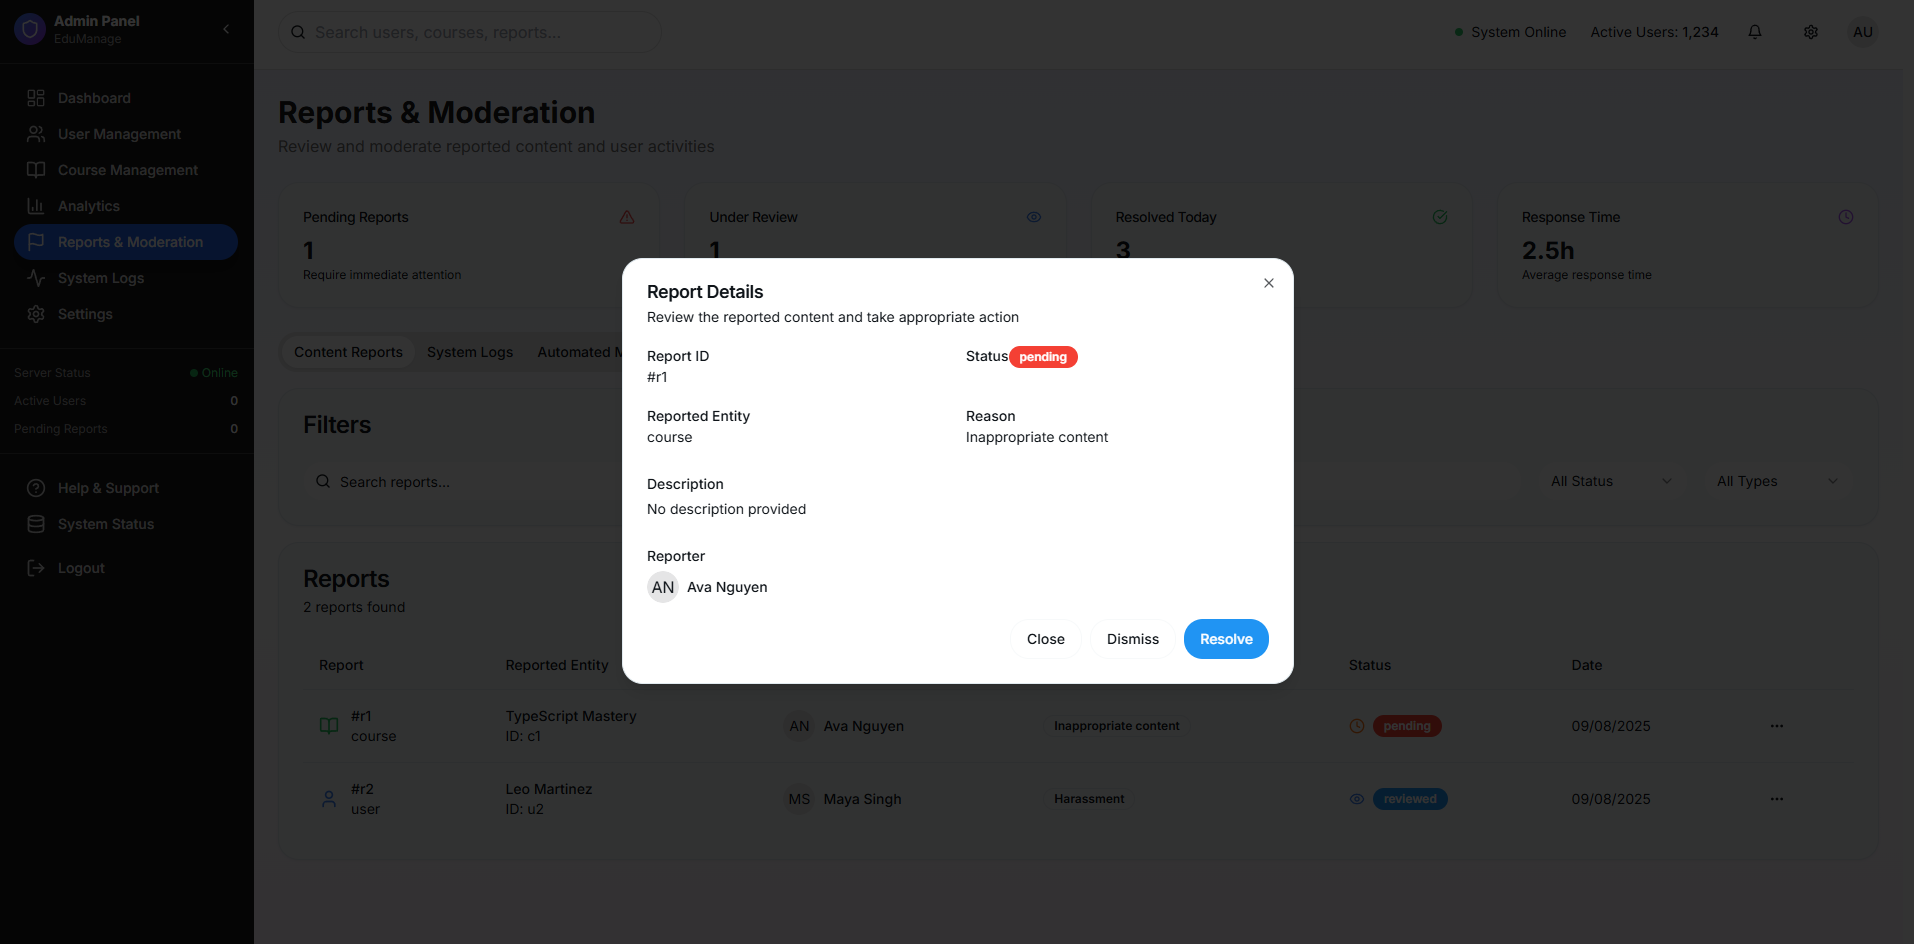 Admin Panel
EduManage
Dashboard
User Management
Course Management
Analytics
Reports & Moderation
System Logs
Settings
Server Status
Online
Active Users
0
Pending Reports
0
Help & Support
System Status
Logout
Search users, courses, reports...
System Online
Active Users: 1,234
AU
Reports & Moderation
Review and moderate reported content and user activities
Pending Reports
1
Require immediate attention
Under Review
1
Resolved Today
3
Response Time
2.5h
Average response time
Content Reports
System Logs
Automated M
Filters
Search reports...
All Status
All Types
Reports
2 reports found
Report
Reported Entity
Status
Date
#r1
course
TypeScript Mastery
ID: c1
AN
Ava Nguyen
Inappropriate content
pending
09/08/2025
#r2
user
Leo Martinez
ID: u2
MS
Maya Singh
Harassment
reviewed
09/08/2025
Report Details
Review the reported content and take appropriate action
Report ID
#r1
Status
pending
Reported Entity
course
Reason
Inappropriate content
Description
No description provided
Reporter
AN
Ava Nguyen
Close
Dismiss
Resolve